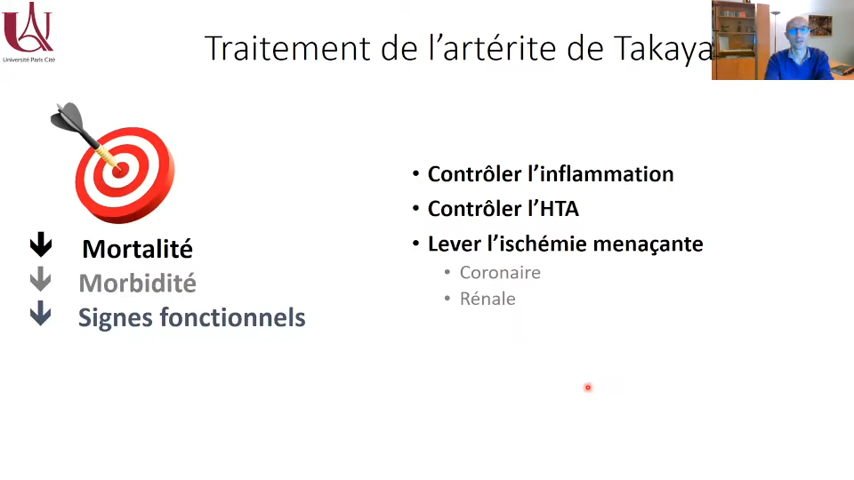 Université Paris Cité
Traitement de l'artérite de Takaya
Mortalité
Morbidité
Signes fonctionnels
• Contrôler l'inflammation
• Contrôler l'HTA
• Lever l'ischémie menaçante
• Coronaire
• Rénale